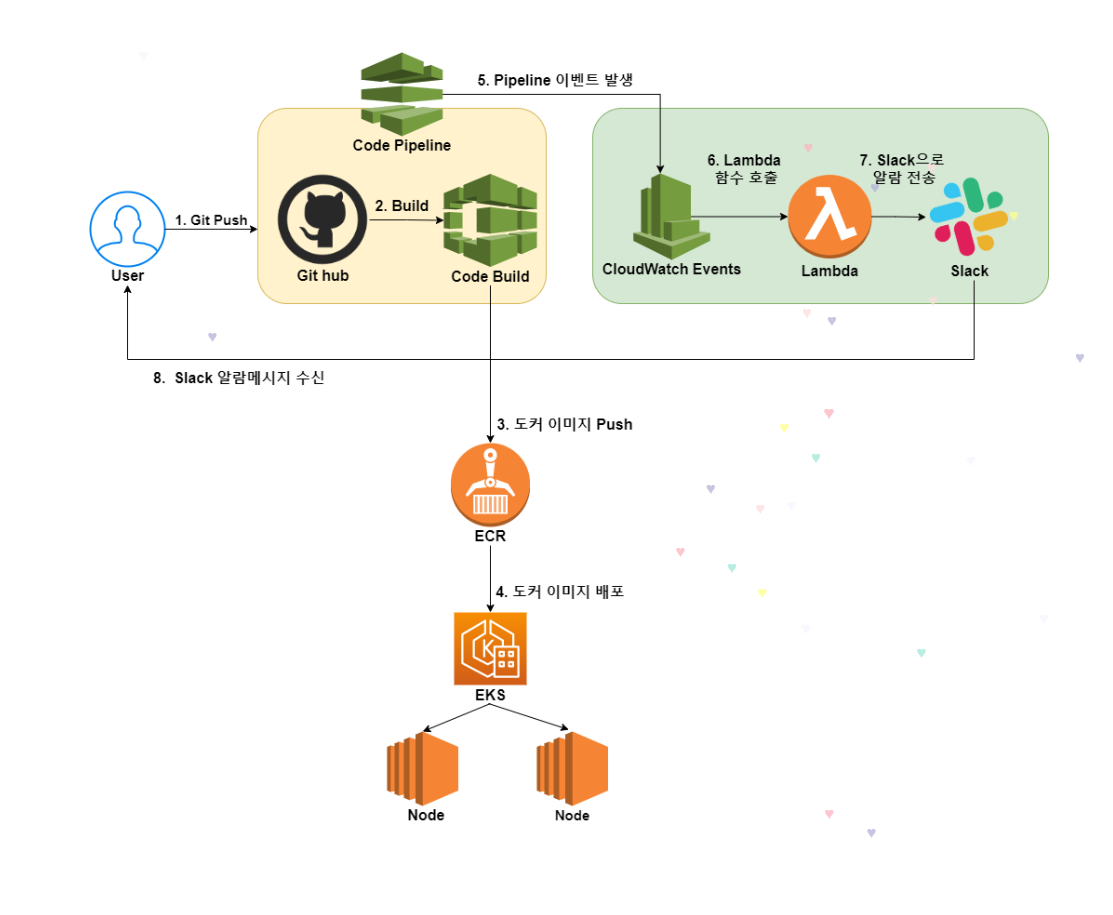 5. Pipeline 이벤트 발생
Code Pipeline
6. Lambda
함수 호출
7. Slack으로
알람 전송
1. Git Push
2. Build
User
Git hub
Code Build
CloudWatch Events
Lambda
Slack
8. Slack 알람메시지 수신
3. 도커 이미지 Push
ECR
4. 도커 이미지 배포
K
EKS
Node
Node